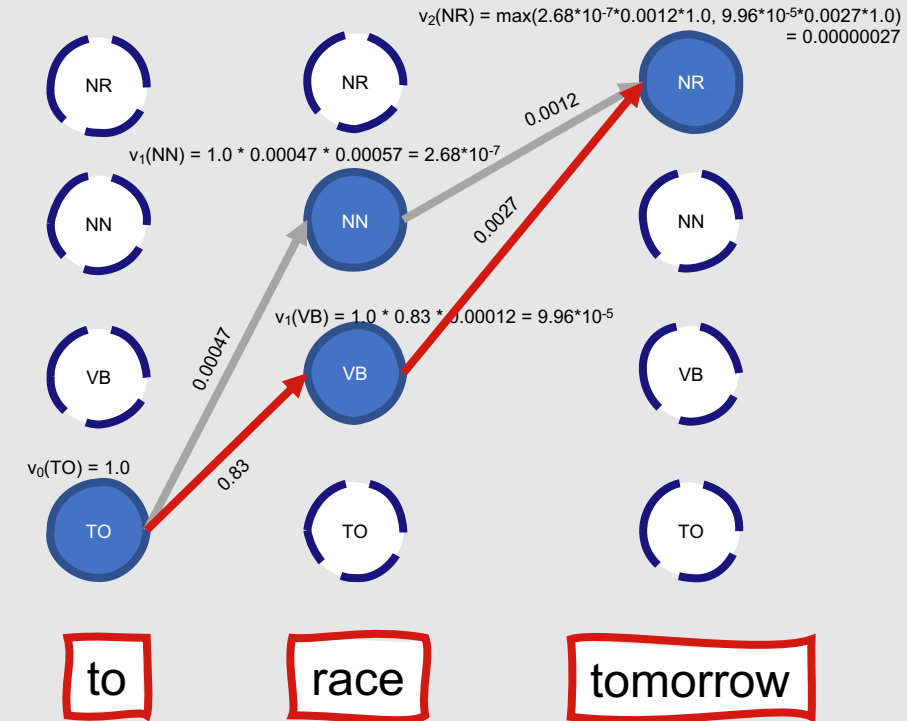 v₂(NR) = max(2.68*10⁻⁷*0.0012*1.0, 9.96*10⁻⁵*0.0027*1.0)
= 0.00000027
NR
NR
NR
0.0012
v₁(NN) = 1.0 * 0.00047 * 0.00057 = 2.68*10⁻⁷
NN
NN
NN
0.0027
v₁(VB) = 1.0 * 0.83 * 0.00012 = 9.96*10⁻⁵
0.00047
VB
VB
VB
v₀(TO) = 1.0
0.83
TO
TO
TO
to
race
tomorrow